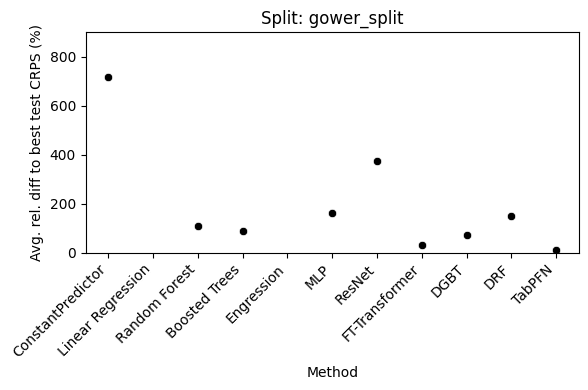 Split: gower_split
Avg. rel. diff to best test CRPS (%)
800
600
400
200
0
ConstantPredictor
Linear Regression
Random Forest
Boosted Trees
Engression
MLP
ResNet
FT-Transformer
DGBT
DRF
TabPFN
Method